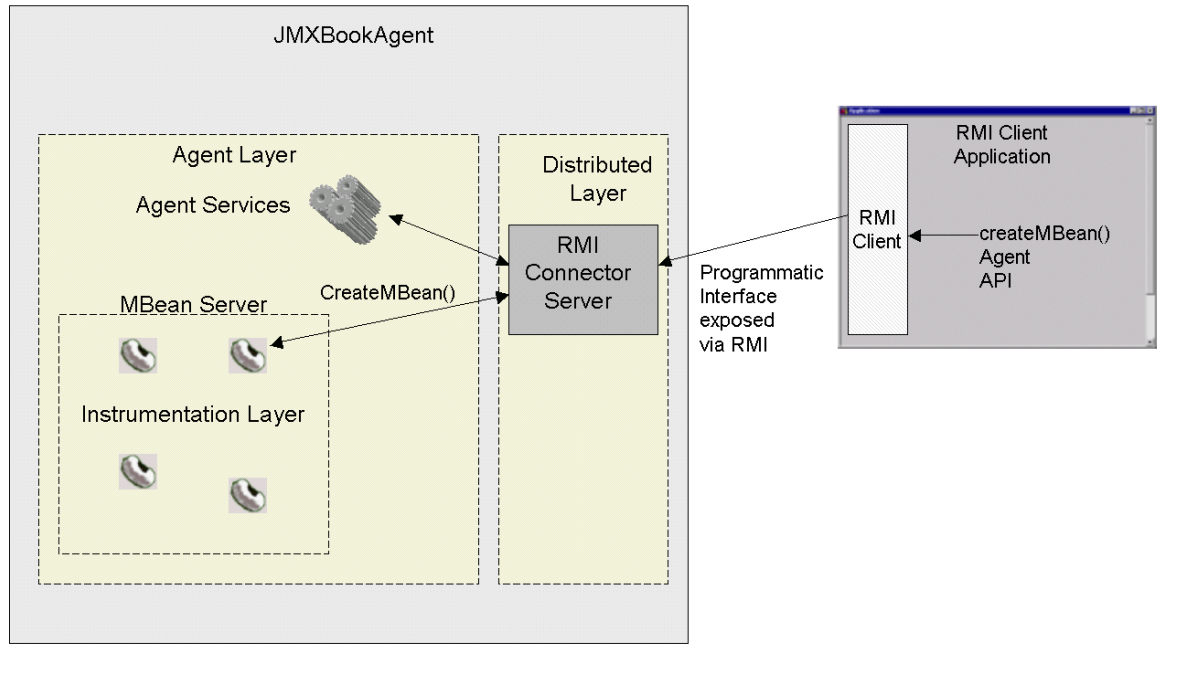 JMXBookAgent
Agent Layer
Agent Services
MBean Server
CreateMBean()
Instrumentation Layer
Distributed
Layer
RMI
Connector
Server
Programmatic
Interface
exposed
via RMI
Application
RMI Client
Application
RMI
Client
createMBean()
Agent
API